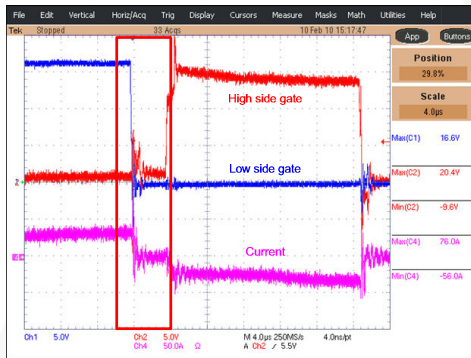 File Edit Vertical Horiz/Acq Trig Display Cursors Measure Masks Math Utilities Help
Tek Stopped 33 Acqs 10 Feb 10 15:17:47
App Buttons
Position
29.8%
Scale
4.0µs
High side gate
Max(C1) 16.6V
Low side gate
Max(C2) 20.4V
2
Min(C2) -9.6V
Current
Max(C4) 76.0A
Min(C4) -56.0A
Ch1 5.0V Ch2 5.0V M 4.0µs 250MS/s 4.0ns/pt
Ch4 50.0A Ω A Ch2 ∕ 5.5V